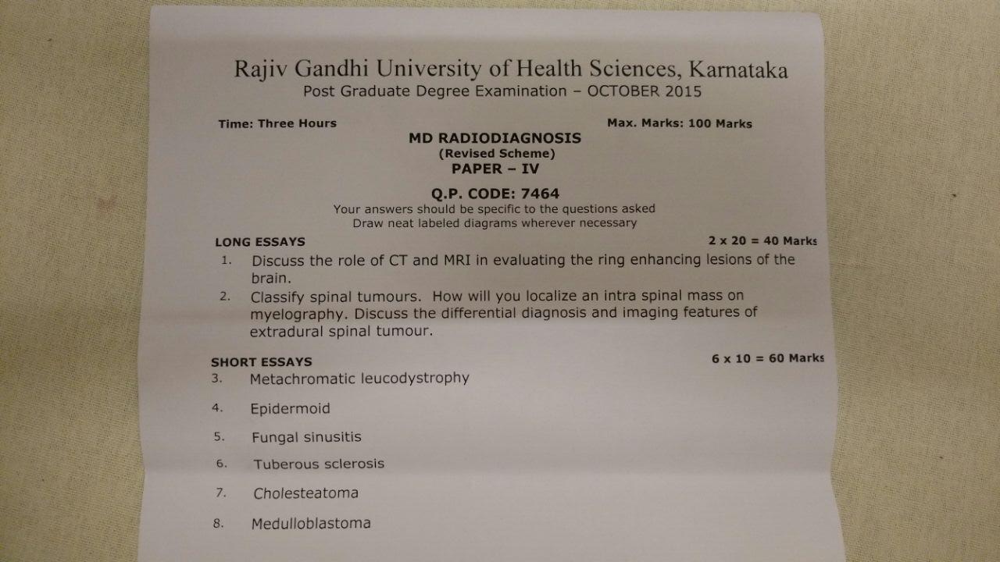 Rajiv Gandhi University of Health Sciences, Karnataka
Post Graduate Degree Examination – OCTOBER 2015
Time: Three Hours Max. Marks: 100 Marks
MD RADIODIAGNOSIS
(Revised Scheme)
PAPER – IV
Q.P. CODE: 7464
Your answers should be specific to the questions asked
Draw neat labeled diagrams wherever necessary
LONG ESSAYS 2 x 20 = 40 Marks
1. Discuss the role of CT and MRI in evaluating the ring enhancing lesions of the
brain.
2. Classify spinal tumours. How will you localize an intra spinal mass on
myelography. Discuss the differential diagnosis and imaging features of
extradural spinal tumour.
SHORT ESSAYS 6 x 10 = 60 Marks
3. Metachromatic leucodystrophy
4. Epidermoid
5. Fungal sinusitis
6. Tuberous sclerosis
7. Cholesteatoma
8. Medulloblastoma